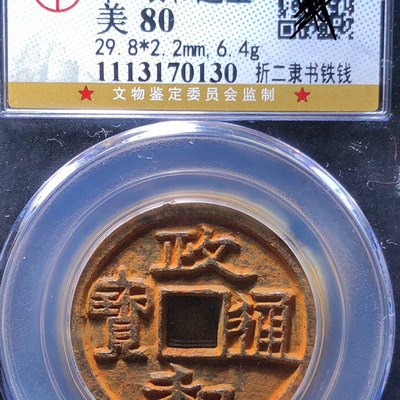 美 80
29.8*2.2mm, 6.4g
1113170130 折二隶书铁钱
★ 文物鉴定委员会监制 ★
政
寶 通
和